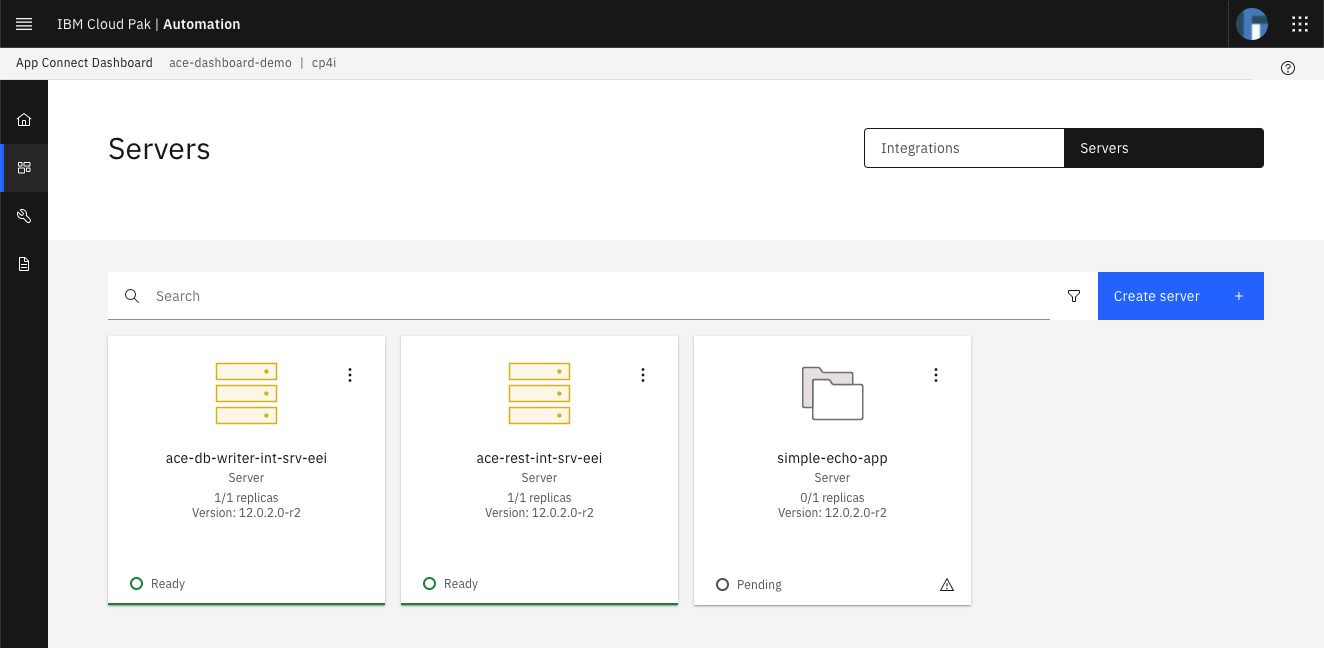 IBM Cloud Pak | Automation
App Connect Dashboard ace-dashboard-demo | cp4i
Servers
Integrations
Servers
Search
Create server +
ace-db-writer-int-srv-eei
Server
1/1 replicas
Version: 12.0.2.0-r2
Ready
ace-rest-int-srv-eei
Server
1/1 replicas
Version: 12.0.2.0-r2
Ready
simple-echo-app
Server
0/1 replicas
Version: 12.0.2.0-r2
Pending